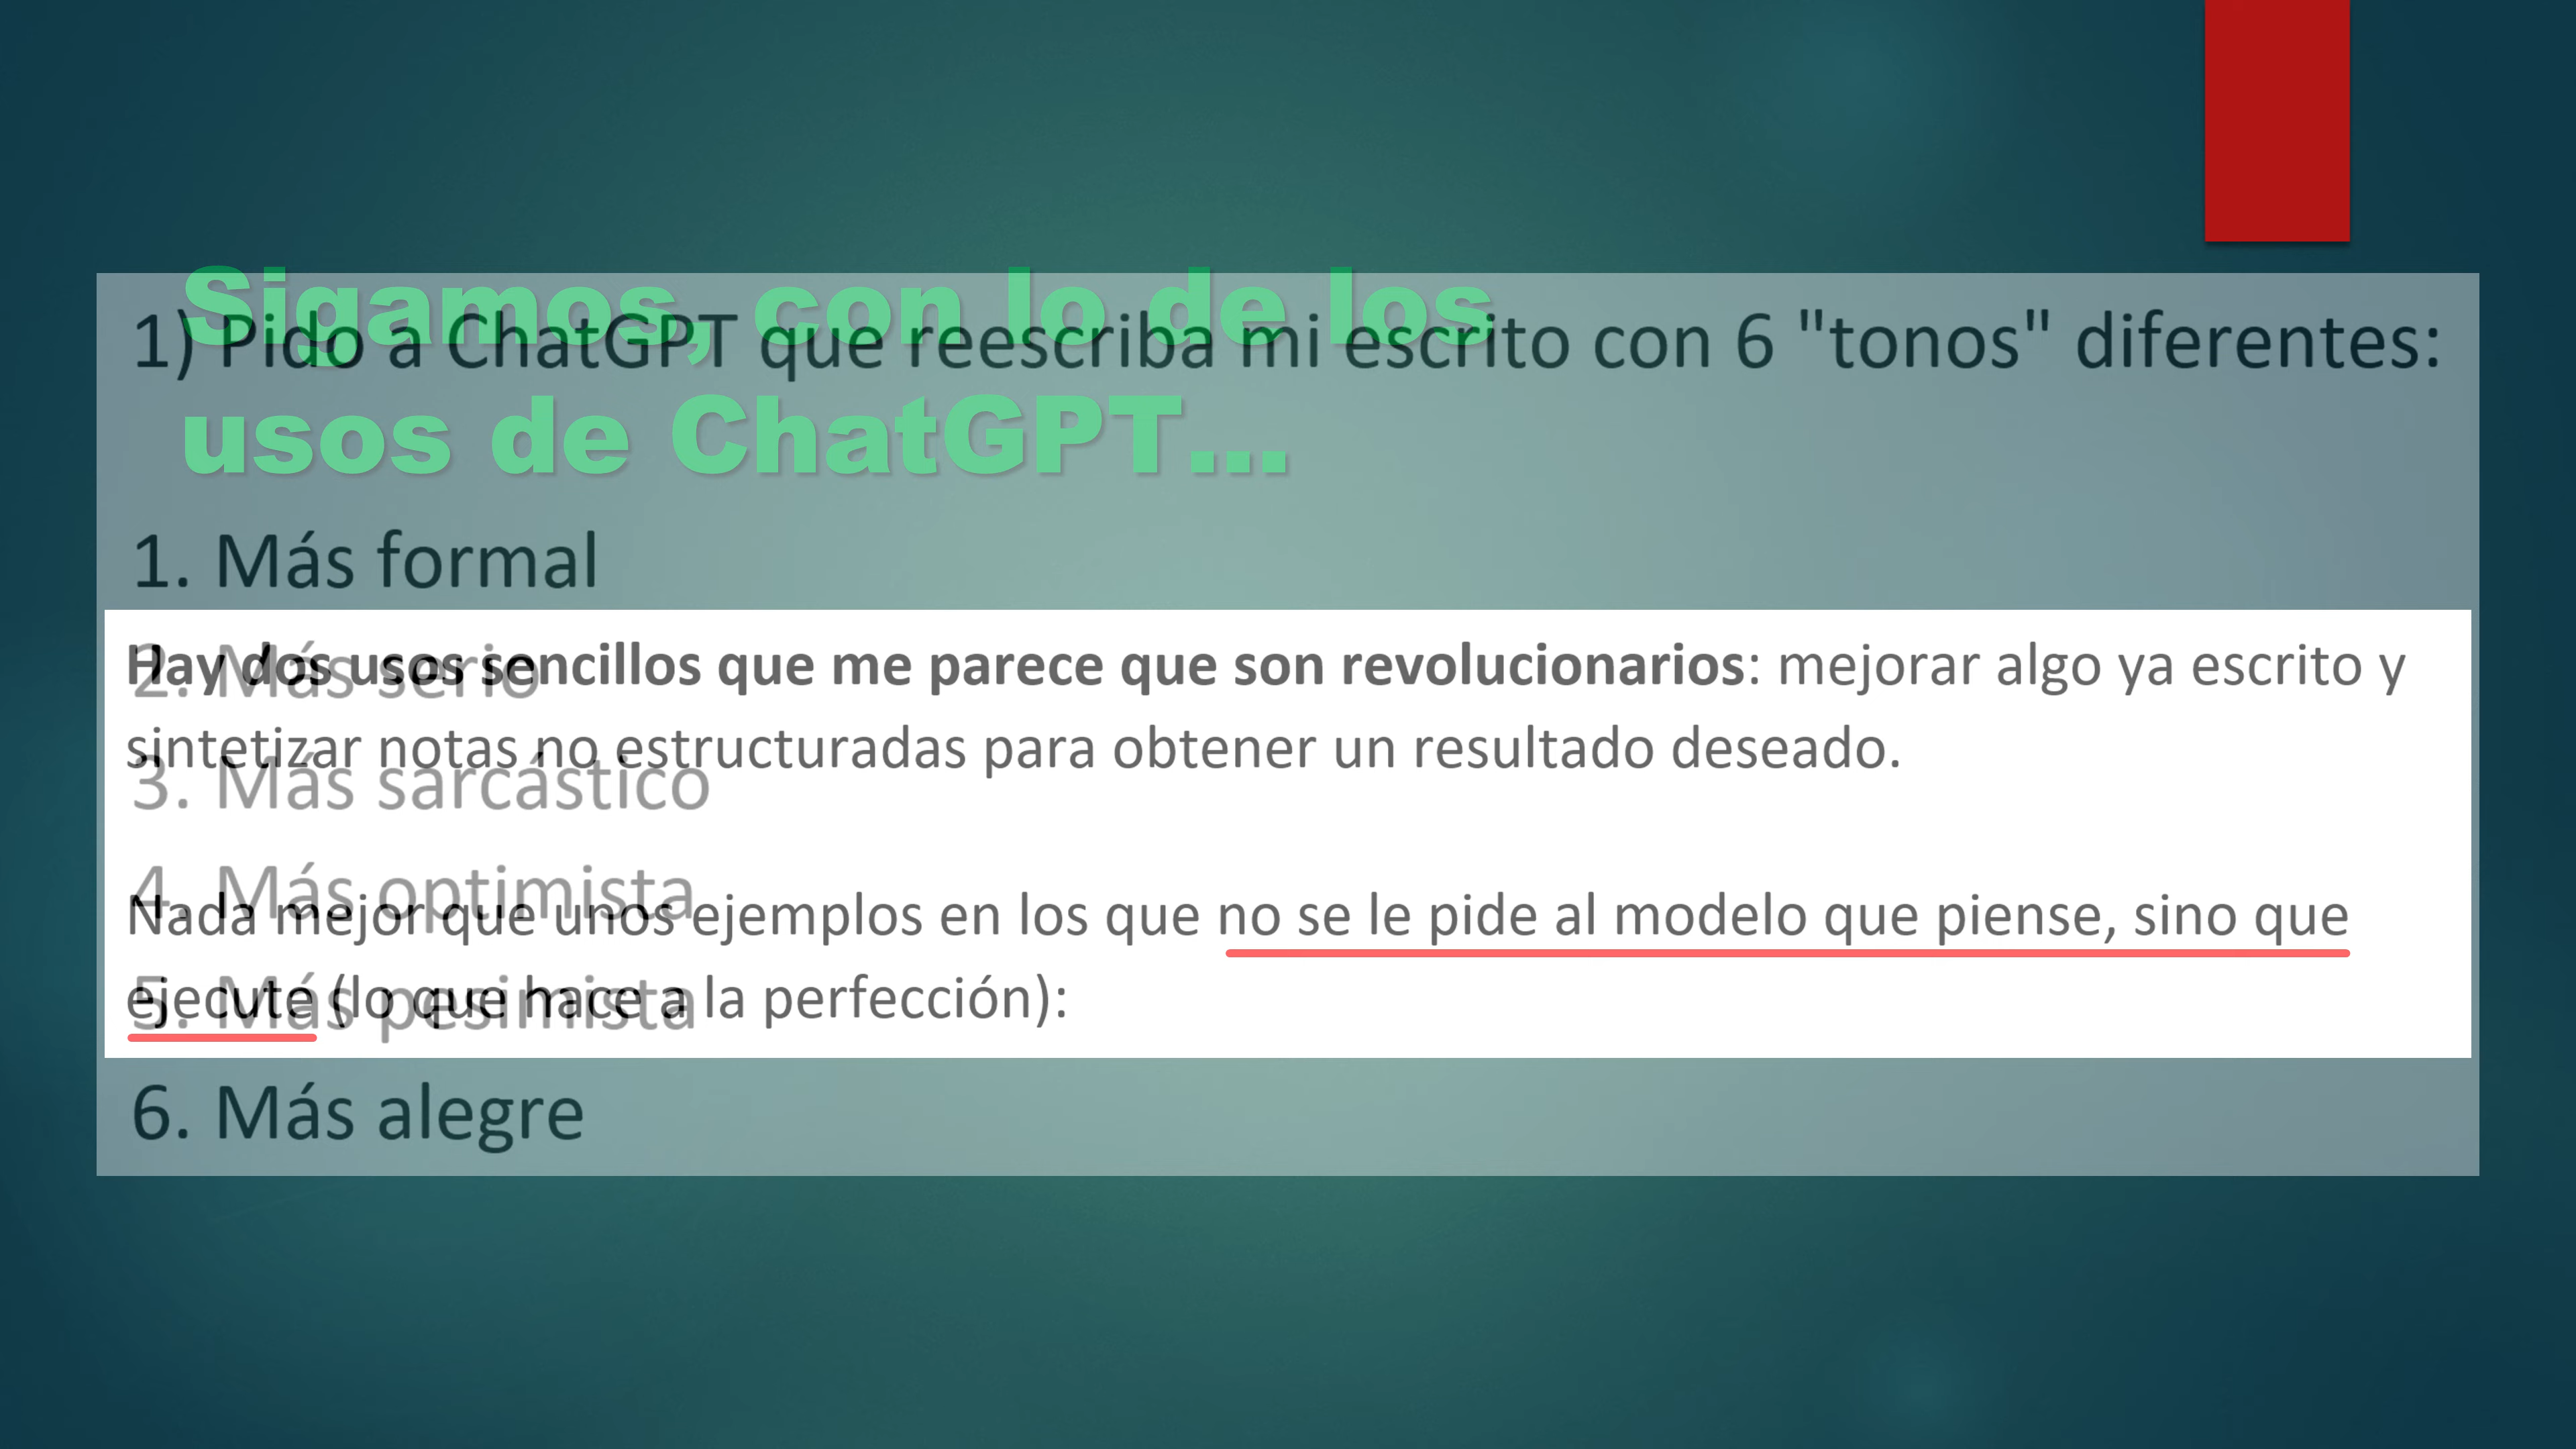 Sigamos, con lo de los
usos de ChatGPT...
1) Pido a ChatGPT que reescriba mi escrito con 6 "tonos" diferentes:
1. Más formal
2. Más serio
3. Más sarcástico
4. Más optimista
5. Más pesimista
6. Más alegre
Hay dos usos sencillos que me parece que son revolucionarios: mejorar algo ya escrito y
sintetizar notas no estructuradas para obtener un resultado deseado.
Nada mejor que unos ejemplos en los que no se le pide al modelo que piense, sino que
ejecute (lo que hace a la perfección):